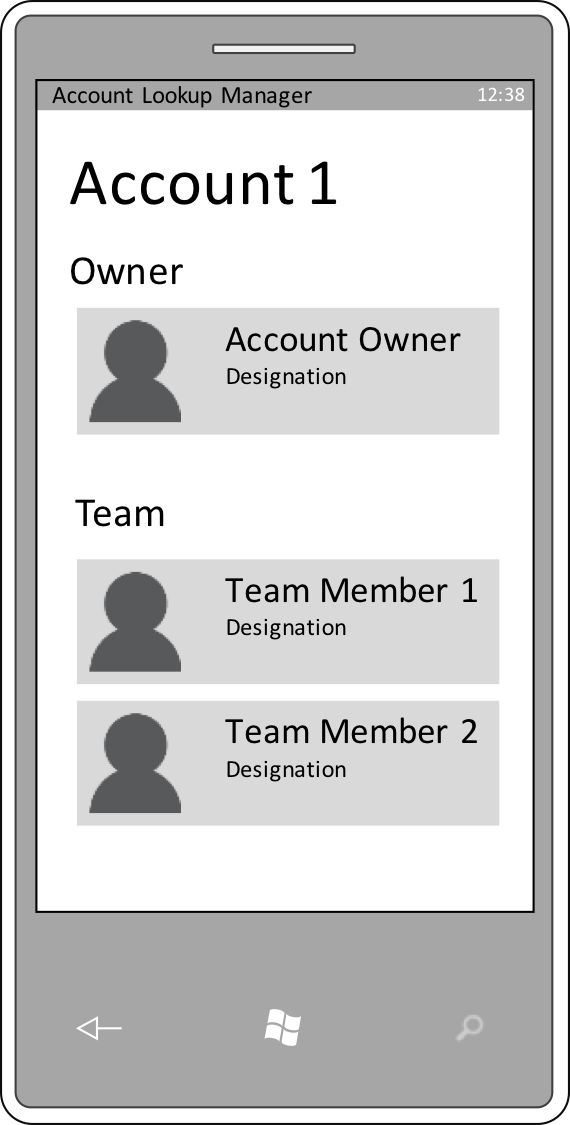 Account Lookup Manager 12:38
Account 1
Owner
Account Owner
Designation
Team
Team Member 1
Designation
Team Member 2
Designation